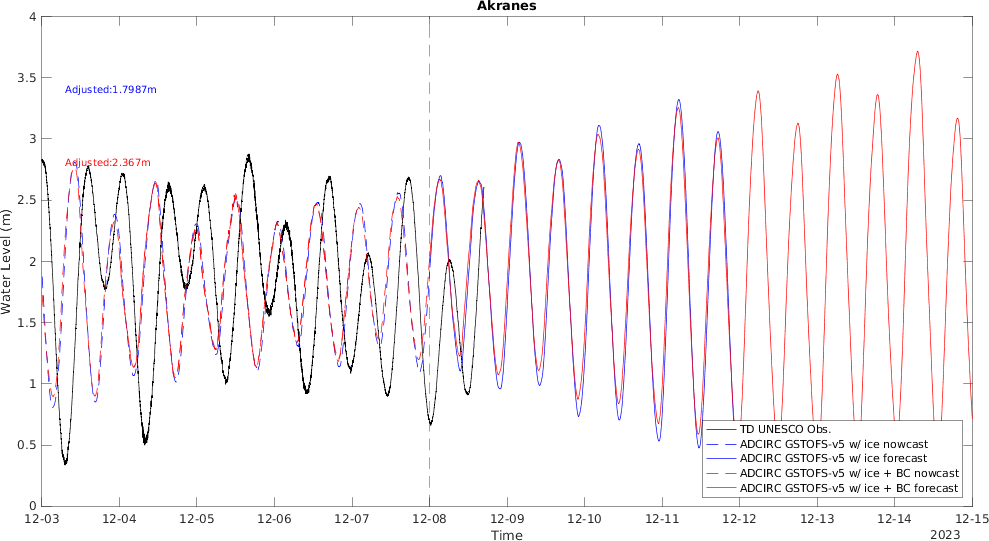 Akranes
4
3.5
3
2.5
2
1.5
1
0.5
0
Water Level (m)
Adjusted:1.7987m
Adjusted:2.367m
TD UNESCO Obs.
ADCIRC GSTOFS-v5 w/ ice nowcast
ADCIRC GSTOFS-v5 w/ ice forecast
ADCIRC GSTOFS-v5 w/ ice + BC nowcast
ADCIRC GSTOFS-v5 w/ ice + BC forecast
12-03 12-04 12-05 12-06 12-07 12-08 12-09 12-10 12-11 12-12 12-13 12-14 12-15
Time
2023